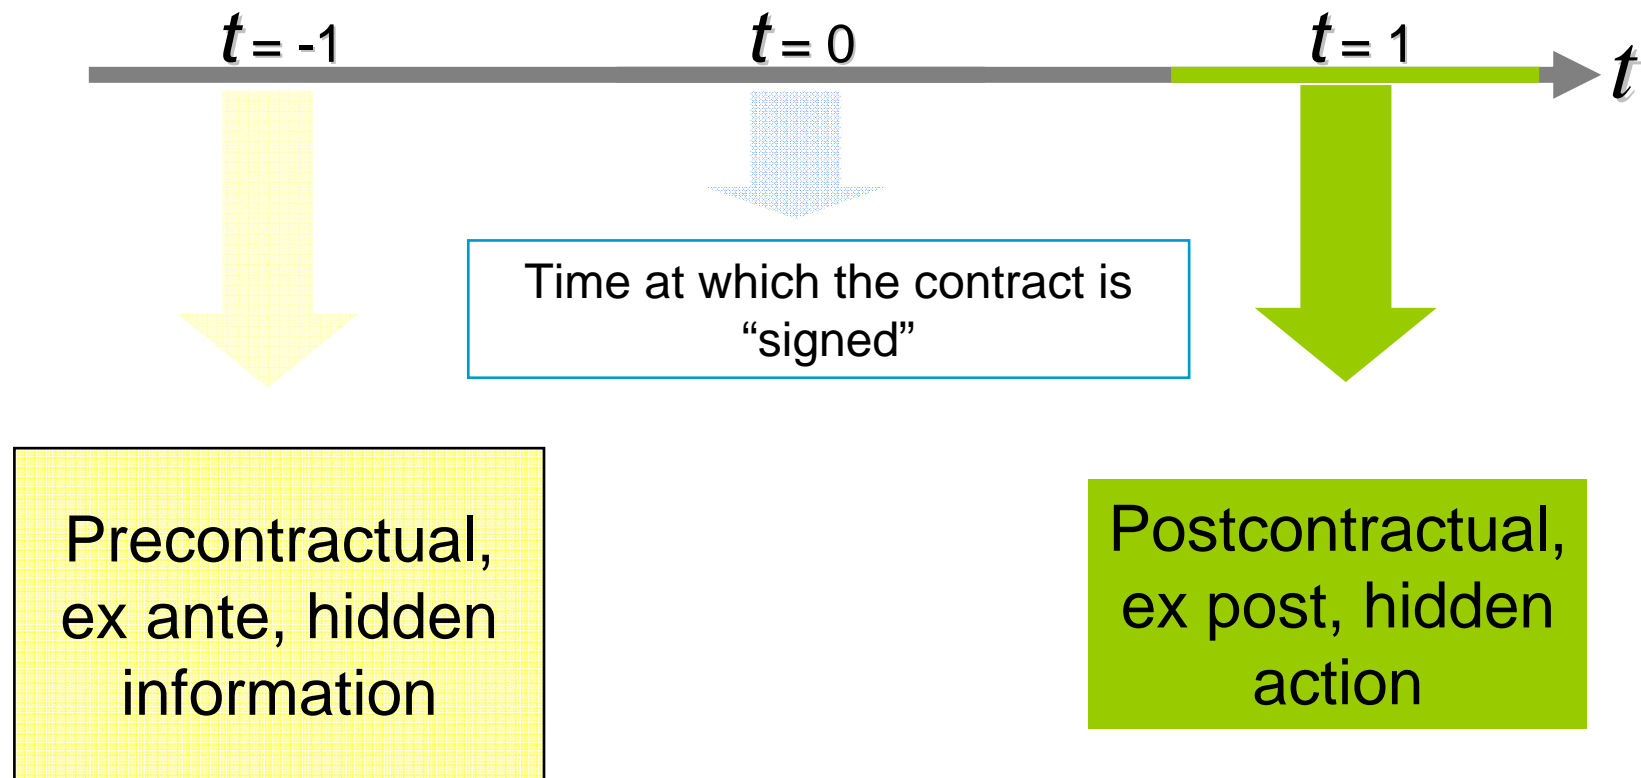 t = -1
t = 0
t = 1
t
Time at which the contract is
“signed”
Precontractual,
ex ante, hidden
information
Postcontractual,
ex post, hidden
action